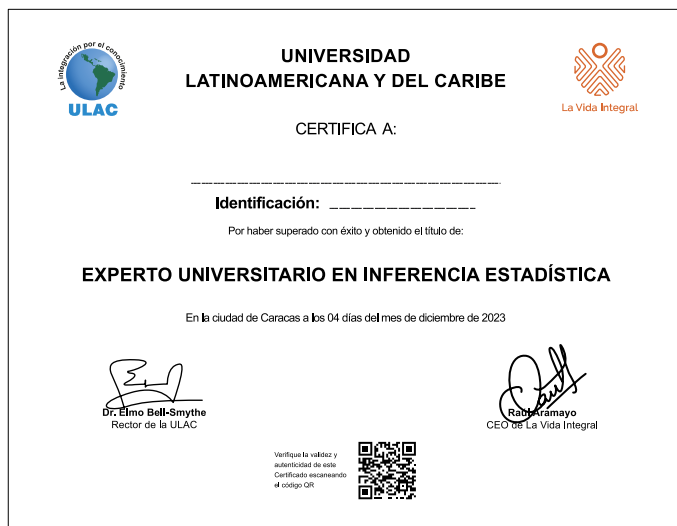 La integración por el conocimiento
ULAC
UNIVERSIDAD
LATINOAMERICANA Y DEL CARIBE
La Vida Integral
CERTIFICA A:
Identificación:
Por haber superado con éxito y obtenido el título de:
EXPERTO UNIVERSITARIO EN INFERENCIA ESTADÍSTICA
En la ciudad de Caracas a los 04 días del mes de diciembre de 2023
Dr. Elmo Bell-Smythe
Rector de la ULAC
Raúl Aramayo
CEO de La Vida Integral
Verifique la validez y
autenticidad de este
Certificado escaneando
el código QR